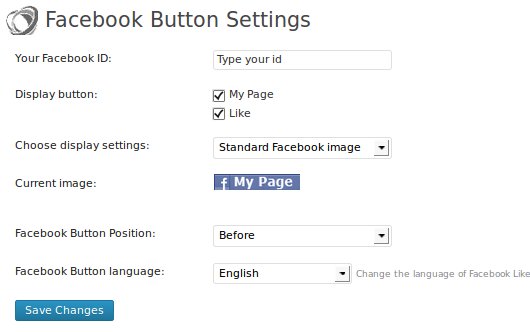 Facebook Button Settings
Your Facebook ID: Type your id
Display button: My Page
Like
Choose display settings: Standard Facebook image
Current image: f My Page
Facebook Button Position: Before
Facebook Button language: English Change the language of Facebook Like
Save Changes